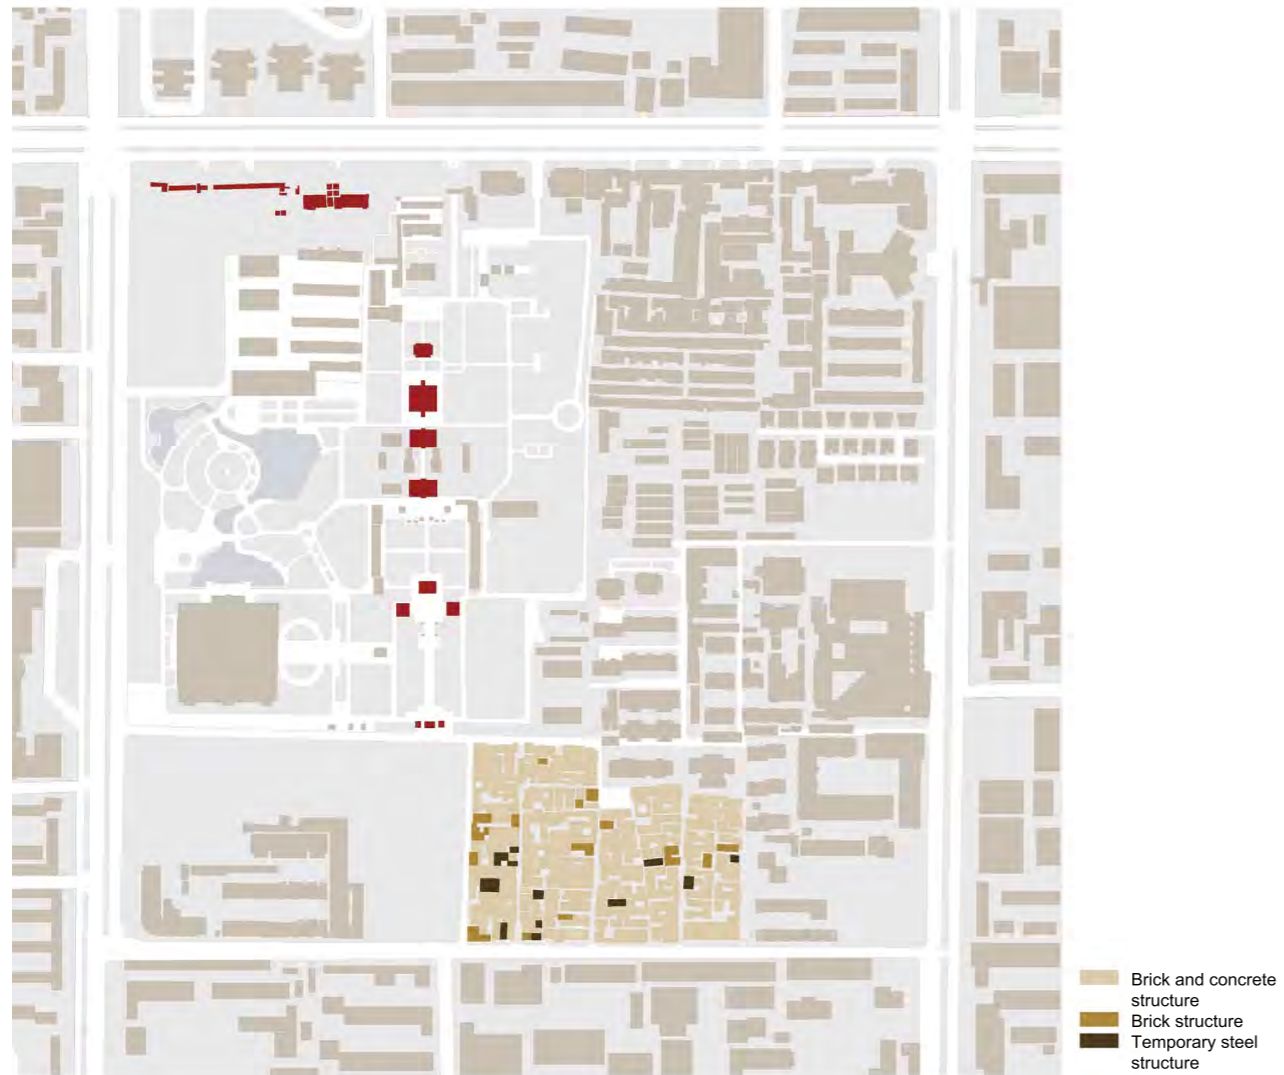 Brick and concrete
structure
Brick structure
Temporary steel
structure